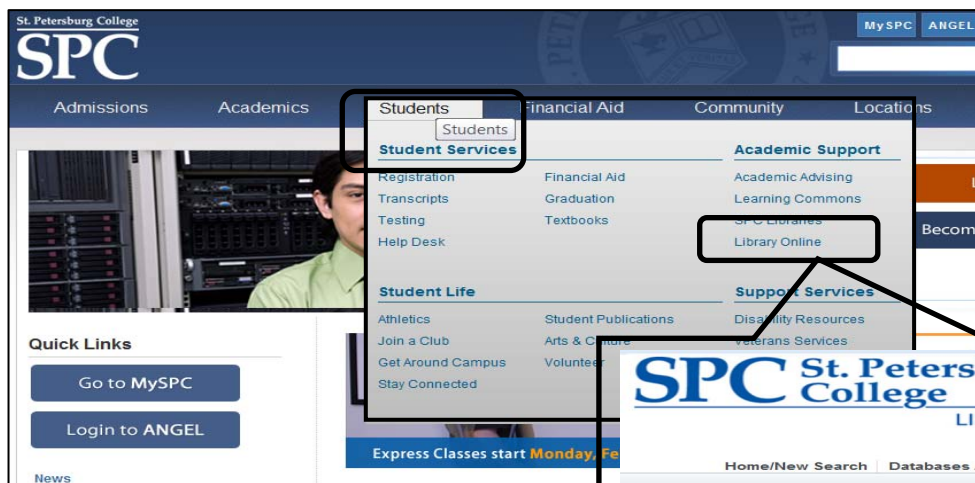 St. Petersburg College
SPC
MySPC ANGEL
Admissions Academics Students Financial Aid Community Locations
Students
Student Services
Registration Financial Aid
Transcripts Graduation
Testing Textbooks
Help Desk
Academic Support
Academic Advising
Learning Commons
SPC Libraries
Library Online
Becom
Student Life
Athletics Student Publications
Join a Club Arts & Culture
Get Around Campus Volunteer
Stay Connected
Support Services
Disability Resources
Veterans Services
Quick Links
Go to MySPC
Login to ANGEL
News
Express Classes start Monday, Fe
SPC St. Peters
College
LI
Home/New Search Databases